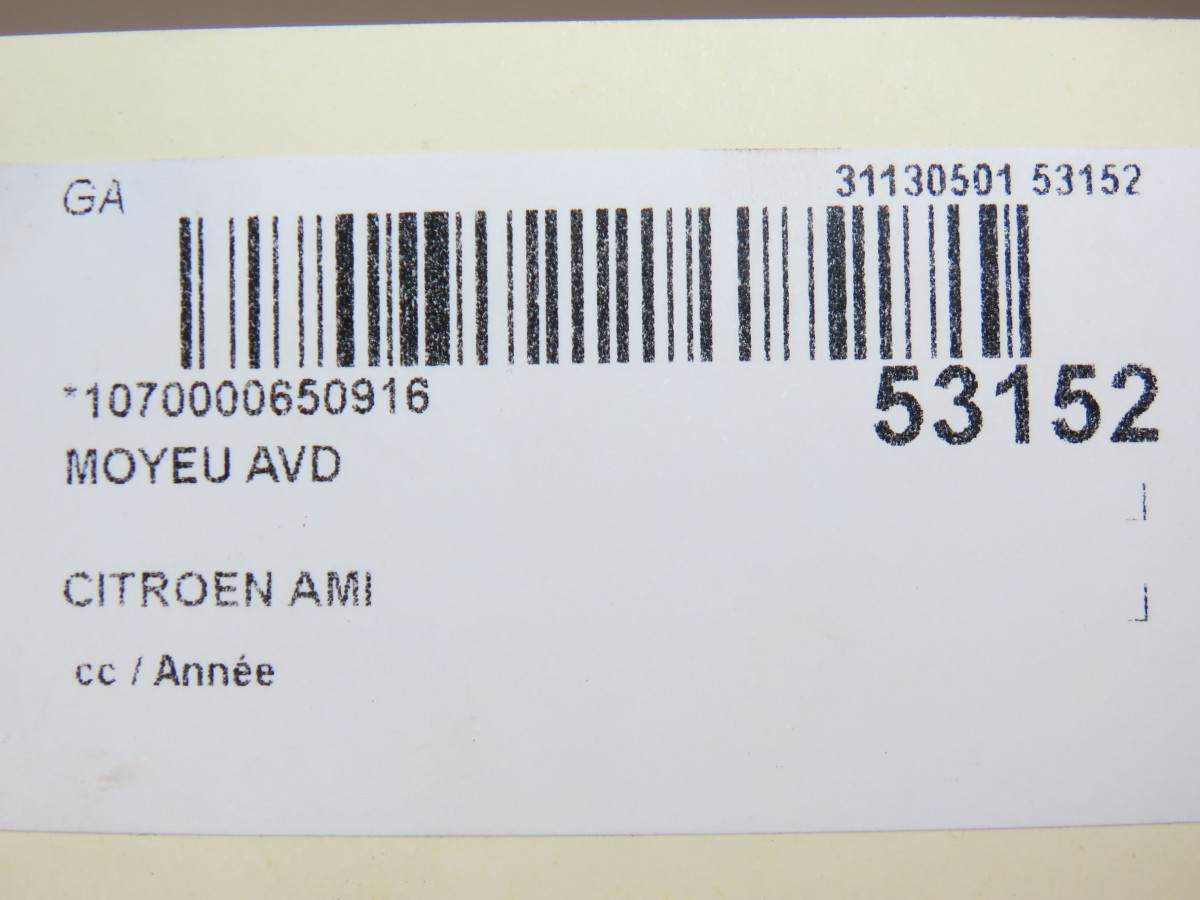 GA
31130501 53152
*1070000650916
53152
MOYEU AVD
CITROEN AMI
cc / Année